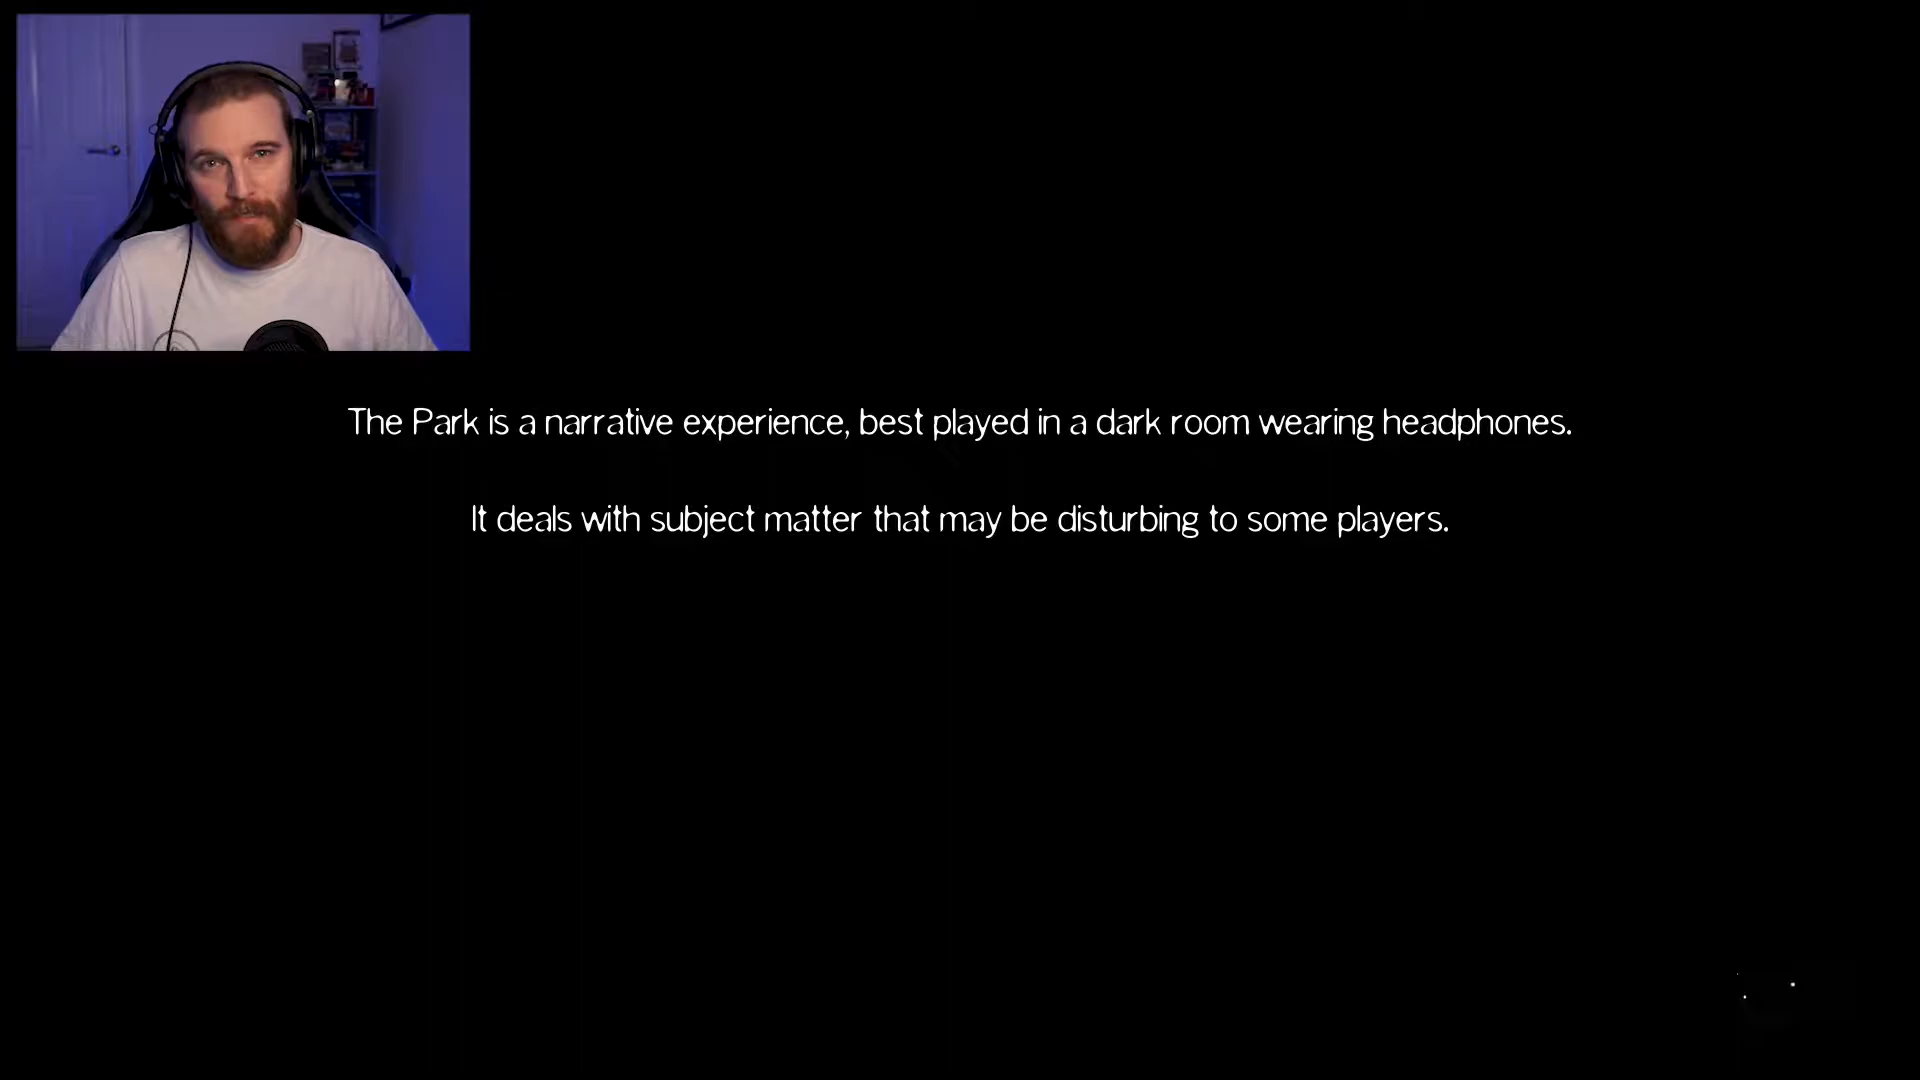 The Park is a narrative experience, best played in a dark room wearing headphones.
It deals with subject matter that may be disturbing to some players.